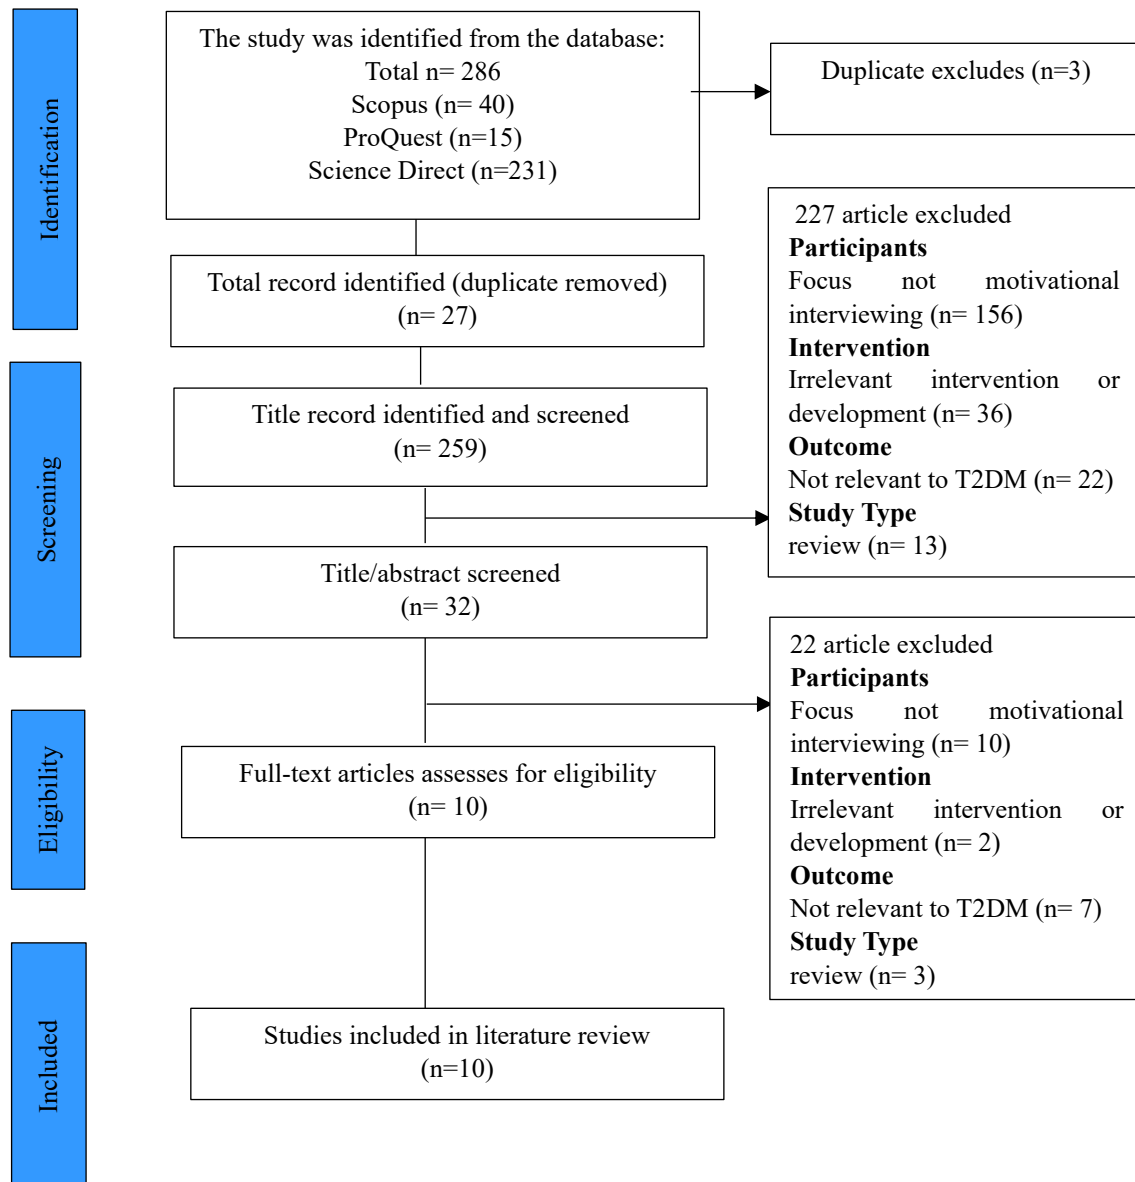 Identification
The study was identified from the database:
Total n= 286
Scopus (n= 40)
ProQuest (n=15)
Science Direct (n=231)
Duplicate excludes (n=3)
Total record identified (duplicate removed)
(n= 27)
Screening
Title record identified and screened
(n= 259)
227 article excluded
Participants
Focus not motivational
interviewing (n= 156)
Intervention
Irrelevant intervention or
development (n= 36)
Outcome
Not relevant to T2DM (n= 22)
Study Type
review (n= 13)
Title/abstract screened
(n= 32)
Eligibility
22 article excluded
Participants
Focus not motivational
interviewing (n= 10)
Intervention
Irrelevant intervention or
development (n= 2)
Outcome
Not relevant to T2DM (n= 7)
Study Type
review (n= 3)
Full-text articles assesses for eligibility
(n= 10)
Included
Studies included in literature review
(n=10)